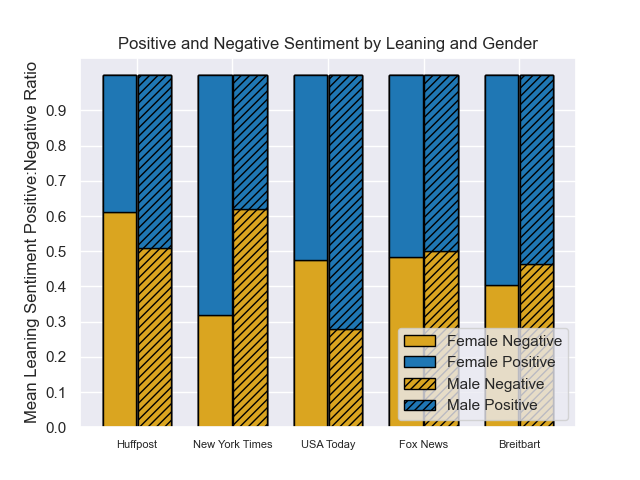 Positive and Negative Sentiment by Leaning and Gender
Mean Leaning Sentiment Positive:Negative Ratio
0.9
0.8
0.7
0.6
0.5
0.4
0.3
0.2
0.1
0.0
Huffpost
New York Times
USA Today
Fox News
Breitbart
Female Negative
Female Positive
Male Negative
Male Positive